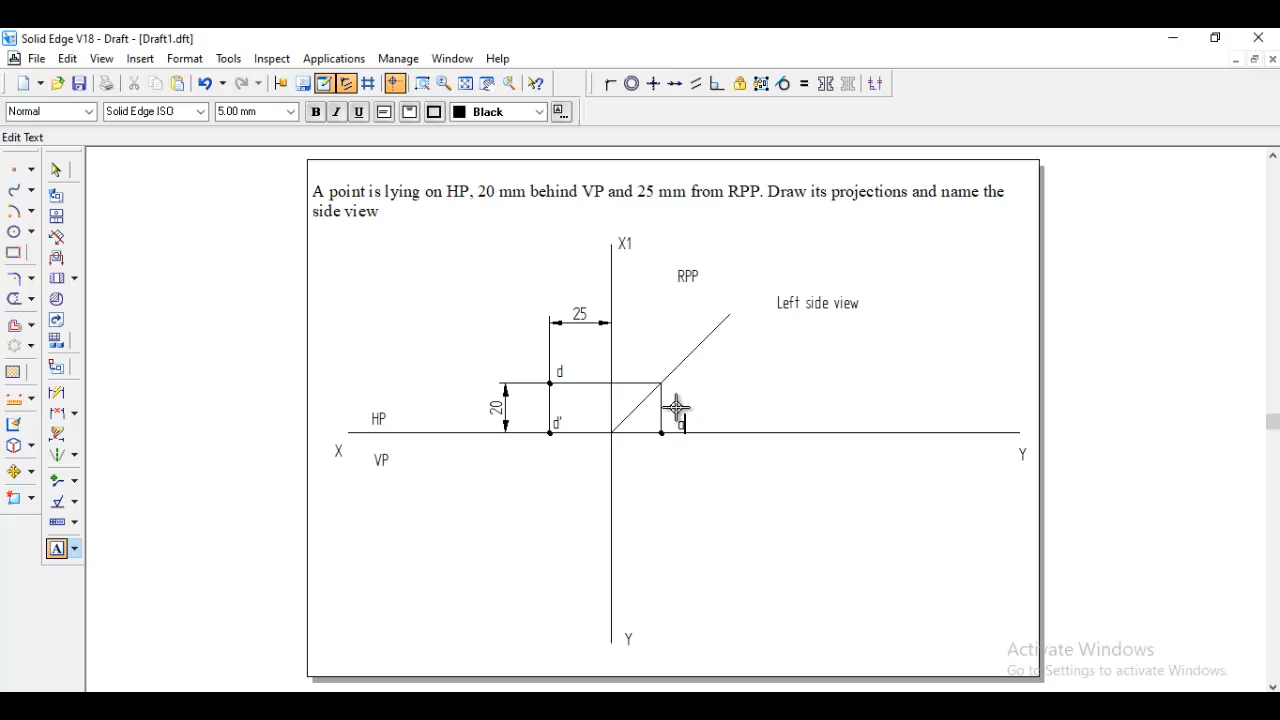 Solid Edge V18 - Draft - [Draft1.dft]
File Edit View Insert Format Tools Inspect Applications Manage Window Help
Normal Solid Edge ISO 5.00 mm B I U Black A...
Edit Text
A point is lying on HP, 20 mm behind VP and 25 mm from RPP. Draw its projections and name the
side view
X1
RPP
Left side view
25
d
20
HP
d'
d
X
VP
Y
Y
A
Activate Windows
Go to Settings to activate Windows.